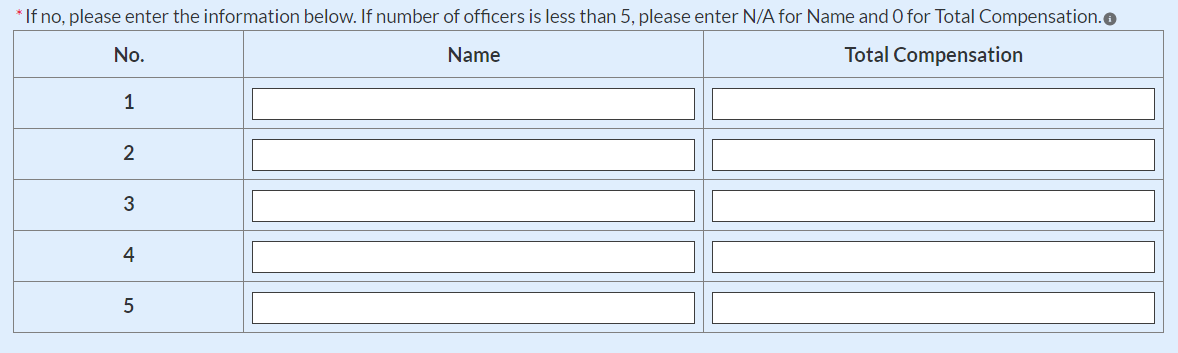 * If no, please enter the information below. If number of officers is less than 5, please enter N/A for Name and 0 for Total Compensation.
No. Name Total Compensation
1
2
3
4
5